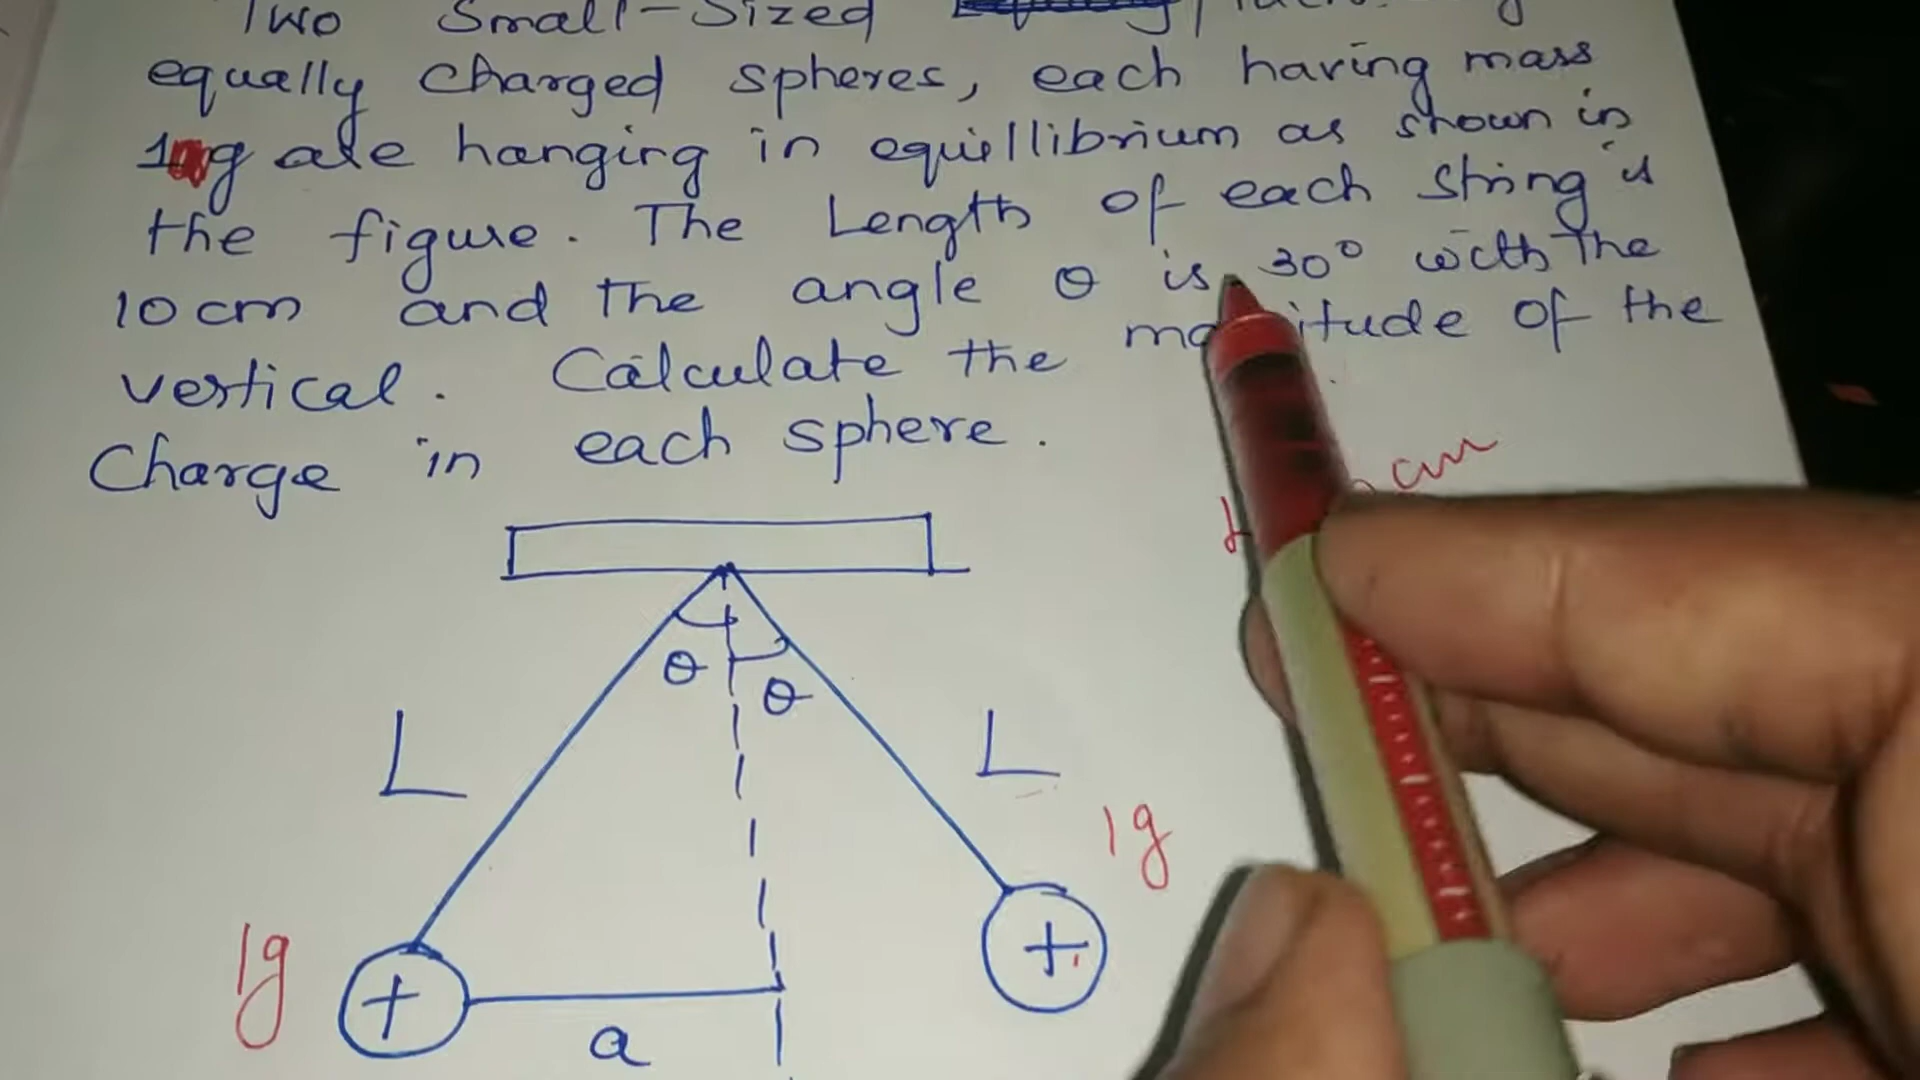 Two Small-Sized
equally Charged spheres, each having mass
1g are hanging in equillibrium as shown in
the figure. The Length of each string is
10cm and the angle θ is 30° with the
vertical. Calculate the magnitude of the
Charge in each sphere.
cm
θ
θ
L
L
1g
1g
+
+
a